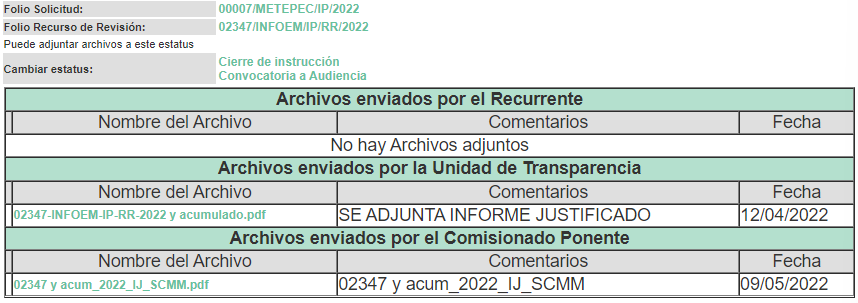 Folio Solicitud: 00007/METEPEC/IP/2022
Folio Recurso de Revisión: 02347/INFOEM/IP/RR/2022
Puede adjuntar archivos a este estatus
Cambiar estatus: Cierre de instrucción
Convocatoria a Audiencia
Archivos enviados por el Recurrente
Nombre del Archivo Comentarios Fecha
No hay Archivos adjuntos
Archivos enviados por la Unidad de Transparencia
Nombre del Archivo Comentarios Fecha
02347-INFOEM-IP-RR-2022 y acumulado.pdf SE ADJUNTA INFORME JUSTIFICADO 12/04/2022
Archivos enviados por el Comisionado Ponente
Nombre del Archivo Comentarios Fecha
02347 y acum_2022_IJ_SCMM.pdf 02347 y acum_2022_IJ_SCMM 09/05/2022